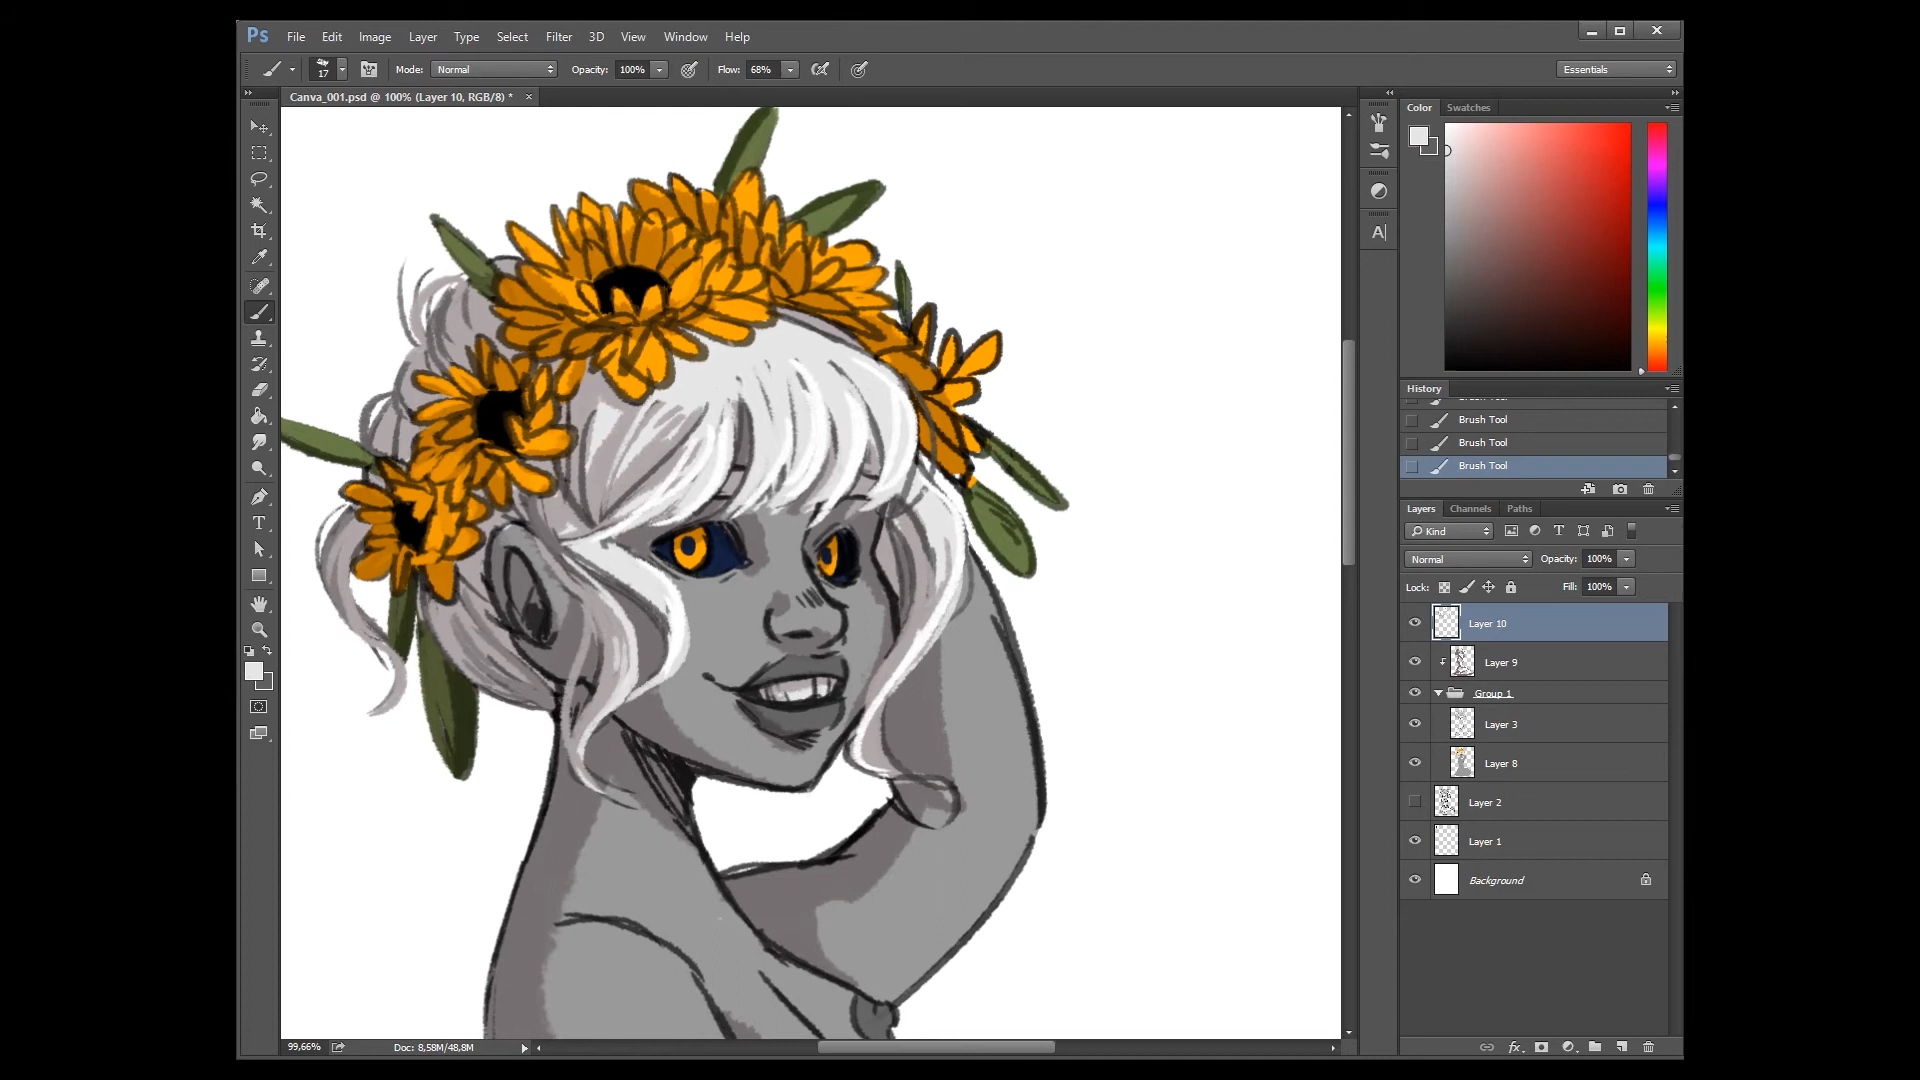 Ps File Edit Image Layer Type Select Filter 3D View Window Help
17 Mode: Normal Opacity: 100% Flow: 68% Essentials
Canva_001.psd @ 100% (Layer 10, RGB/8) * ×
Color Swatches
A|
History
Brush Tool
Brush Tool
Brush Tool
Layers Channels Paths
Kind T
Normal Opacity: 100%
Lock: Fill: 100%
Layer 10
Layer 9
Group 1
Layer 3
Layer 8
Layer 2
Layer 1
Background
99,66% Doc: 8,58M/48,8M fx